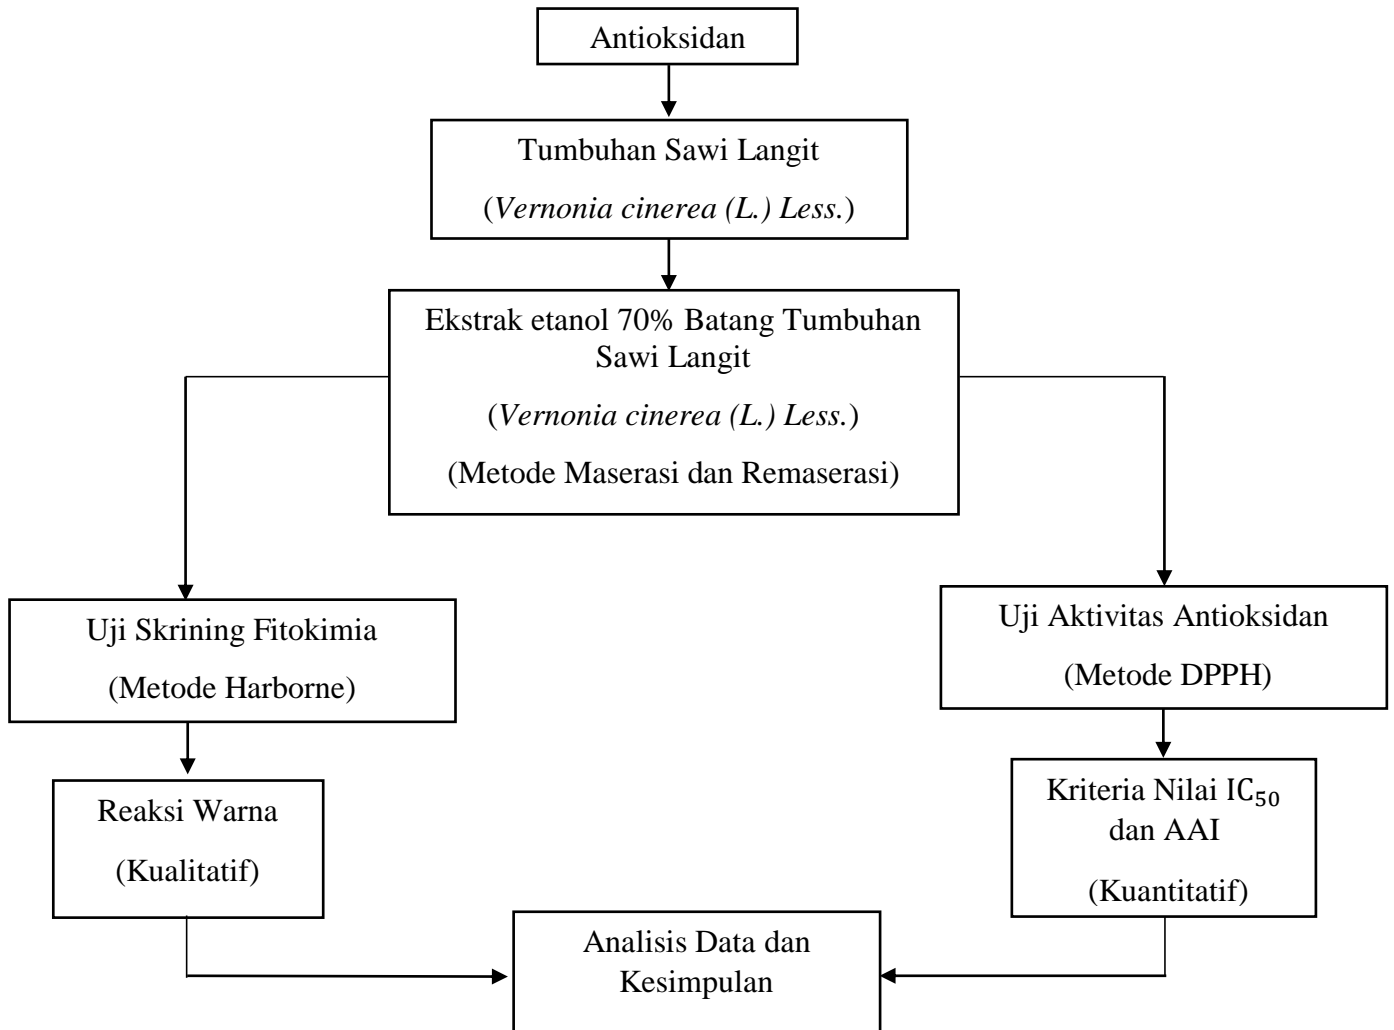 Antioksidan
Tumbuhan Sawi Langit
(Vernonia cinerea (L.) Less.)
Ekstrak etanol 70% Batang Tumbuhan
Sawi Langit
(Vernonia cinerea (L.) Less.)
(Metode Maserasi dan Remaserasi)
Uji Skrining Fitokimia
(Metode Harborne)
Uji Aktivitas Antioksidan
(Metode DPPH)
Reaksi Warna
(Kualitatif)
Kriteria Nilai IC₅₀
dan AAI
(Kuantitatif)
Analisis Data dan
Kesimpulan